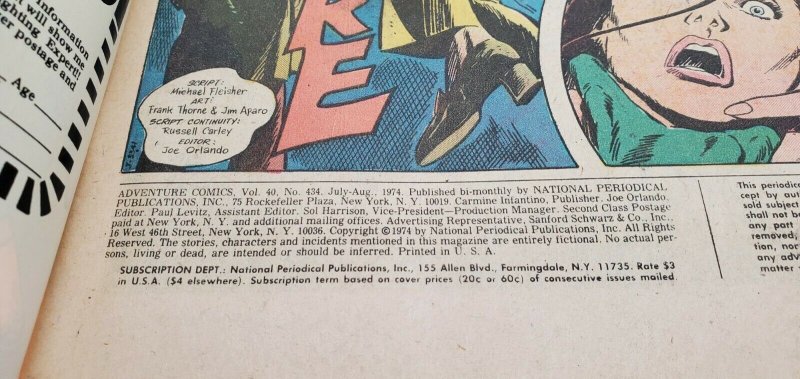 information
t will show me
ghting Expert!!
er postage and
Age
RE
SCRIPT:
Michael Fleisher
ART:
Frank Thorne & Jim Aparo
SCRIPT CONTINUITY:
Russell Carley
EDITOR:
Joe Orlando
ADVENTURE COMICS, Vol. 40, No. 434, July-Aug., 1974. Published bi-monthly by NATIONAL PERIODICAL
PUBLICATIONS, INC., 75 Rockefeller Plaza, New York, N. Y. 10019. Carmine Infantino, Publisher. Joe Orlando,
Editor. Paul Levitz, Assistant Editor. Sol Harrison, Vice-President—Production Manager. Second Class Postage
paid at New York, N. Y. and additional mailing offices. Advertising Representative, Sanford Schwarz & Co., Inc.,
16 West 46th Street, New York, N. Y. 10036. Copyright © 1974 by National Periodical Publications, Inc. All Rights
Reserved. The stories, characters and incidents mentioned in this magazine are entirely fictional. No actual per-
sons, living or dead, are intended or should be inferred. Printed in U. S. A.
SUBSCRIPTION DEPT.: National Periodical Publications, Inc., 155 Allen Blvd., Farmingdale, N.Y. 11735. Rate $3
in U.S.A. ($4 elsewhere). Subscription term based on cover prices (20c or 60c) of consecutive issues mailed.
This periodic
cept by aut
sold subject
shall not b
any part
removed,
tion, nor
any adv
matter